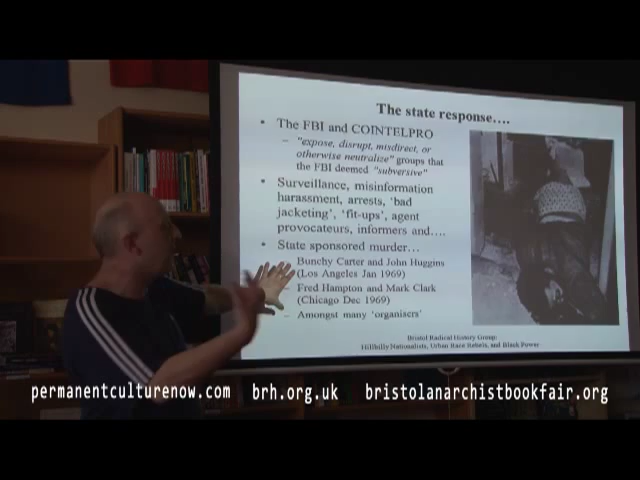 The state response....
• The FBI and COINTELPRO
– "expose, disrupt, misdirect, or
otherwise neutralize" groups that
the FBI deemed "subversive"
• Surveillance, misinformation
harassment, arrests, 'bad
jacketing', 'fit-ups', agent
provocateurs, informers and....
• State sponsored murder...
Bunchy Carter and John Huggins
(Los Angeles Jan 1969)
Fred Hampton and Mark Clark
(Chicago Dec 1969)
– Amongst many 'organisers'
Bristol Radical History Group:
Hillbilly Nationalists, Urban Race Rebels, and Black Power
permanentculturenow.com brh.org.uk bristolanarchistbookfair.org